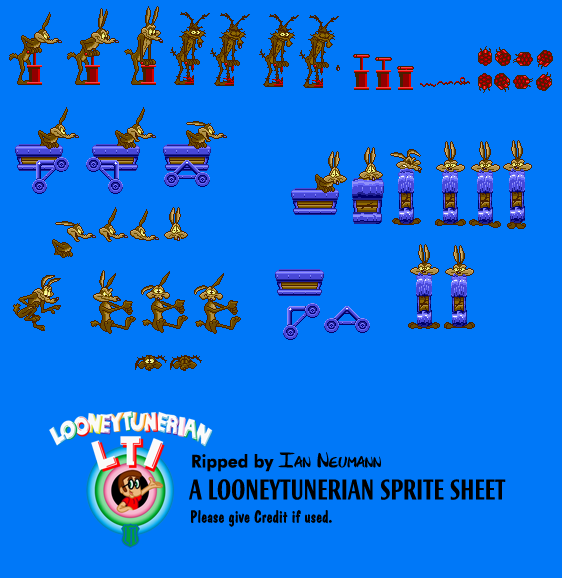 LOONEYTUNERIAN
LTI
Ripped by Ian Neumann
A LOONEYTUNERIAN SPRITE SHEET
Please give Credit if used.